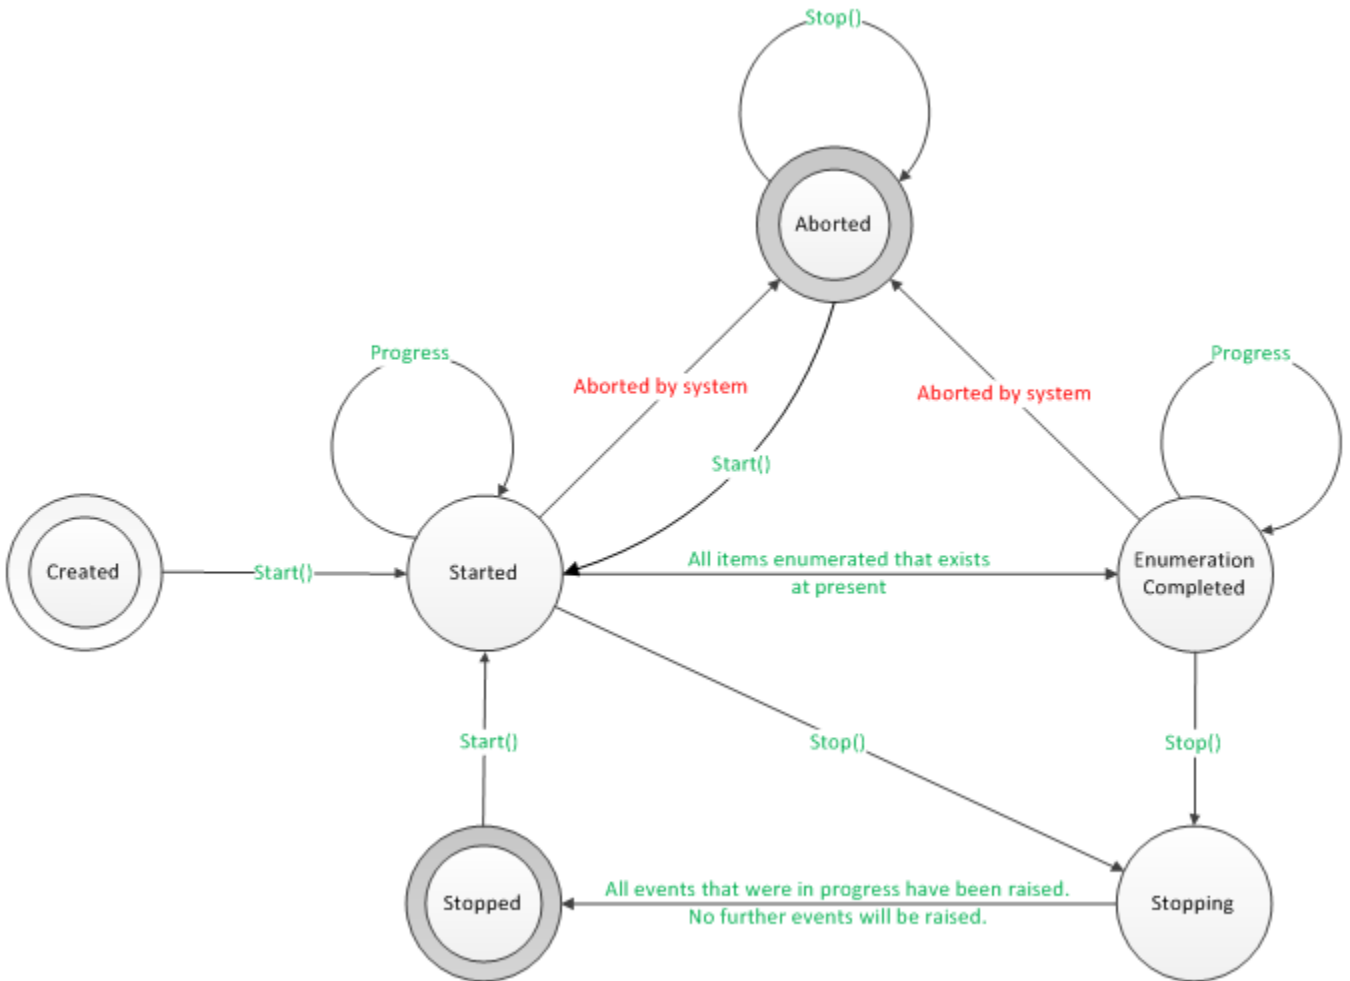 Stop()
Aborted
Progress
Progress
Aborted by system
Aborted by system
Start()
Created
Start()
Started
All items enumerated that exists
at present
Enumeration
Completed
Start()
Stop()
Stop()
Stopped
All events that were in progress have been raised.
No further events will be raised.
Stopping